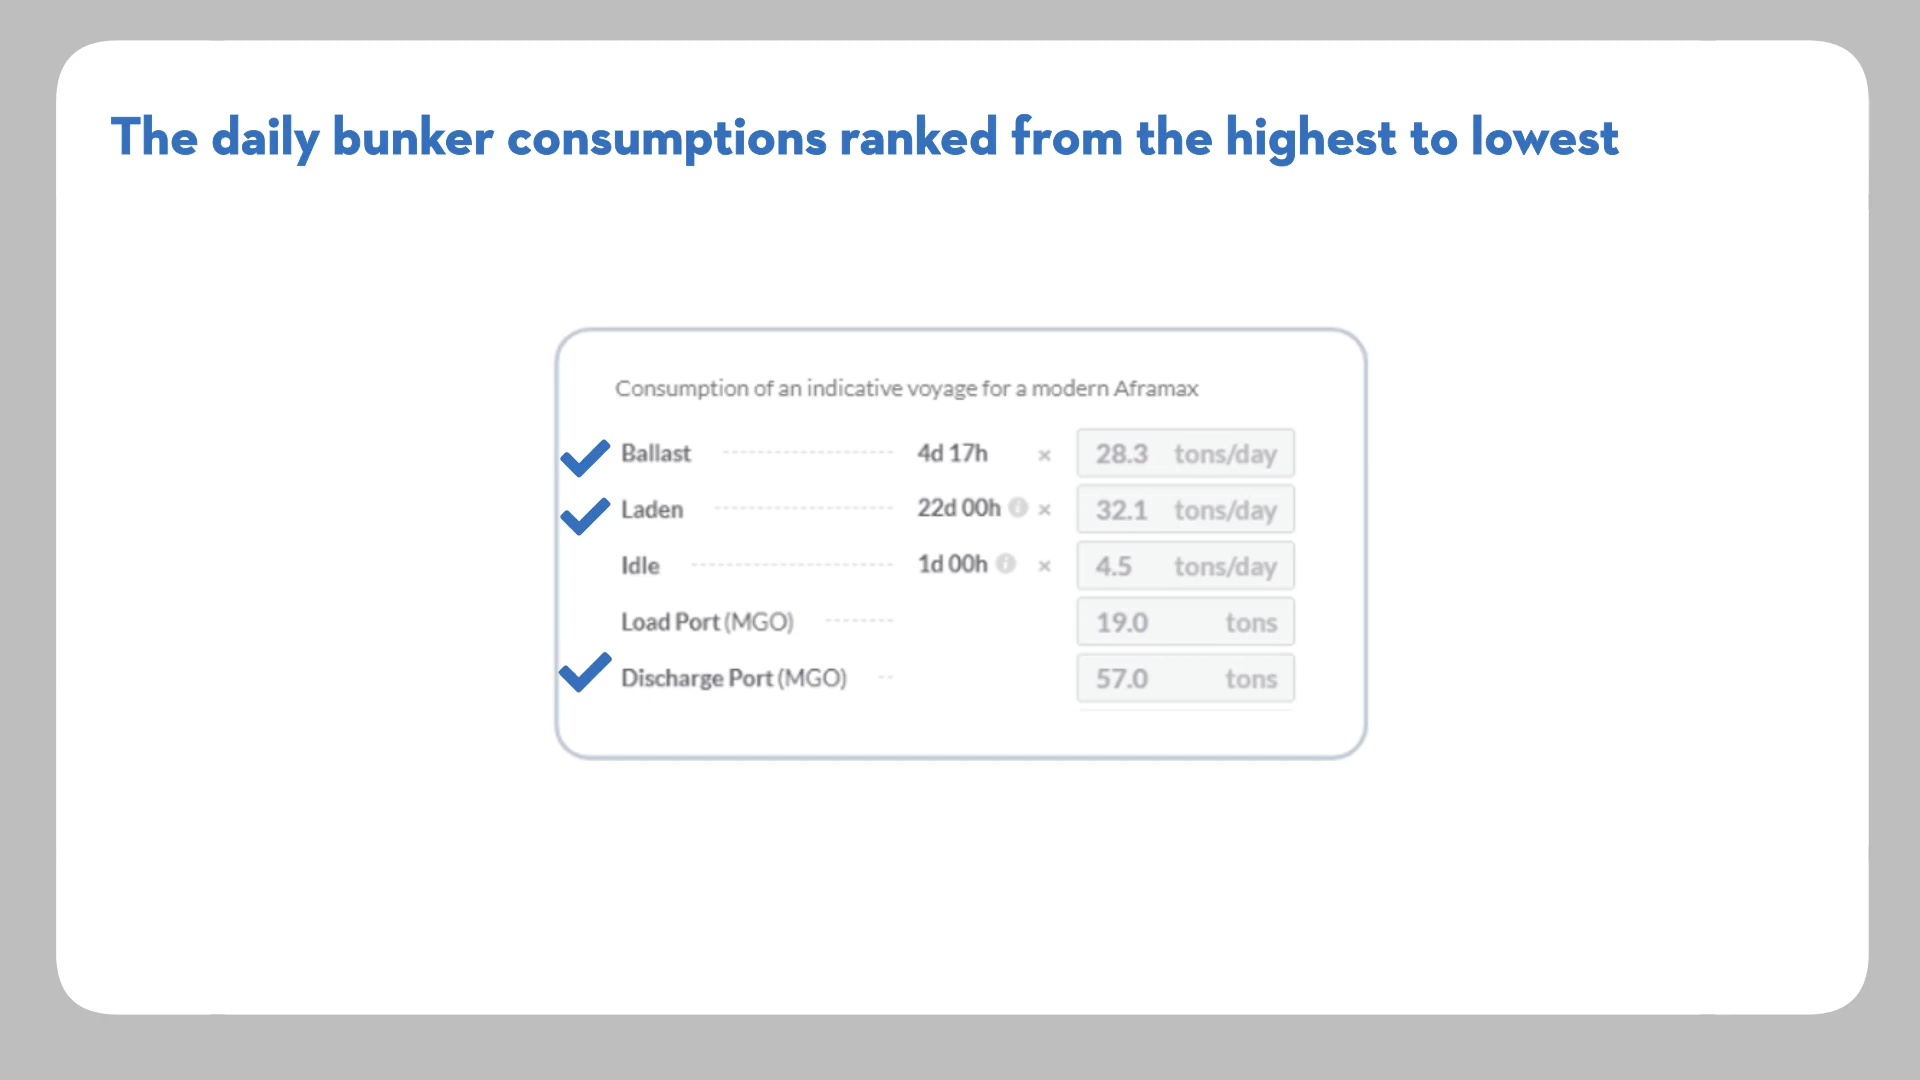 The daily bunker consumptions ranked from the highest to lowest
Consumption of an indicative voyage for a modern Aframax
Ballast 4d 17h × 28.3 tons/day
Laden 22d 00h × 32.1 tons/day
Idle 1d 00h × 4.5 tons/day
Load Port (MGO) 19.0 tons
Discharge Port (MGO) 57.0 tons